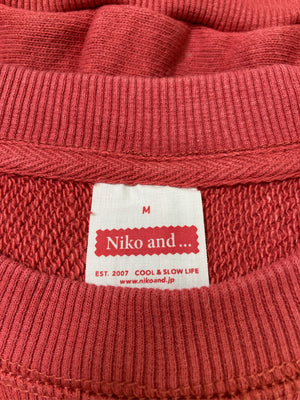 M
Niko and ...
EST. 2007 COOL & SLOW LIFE
www.nikoand.jp